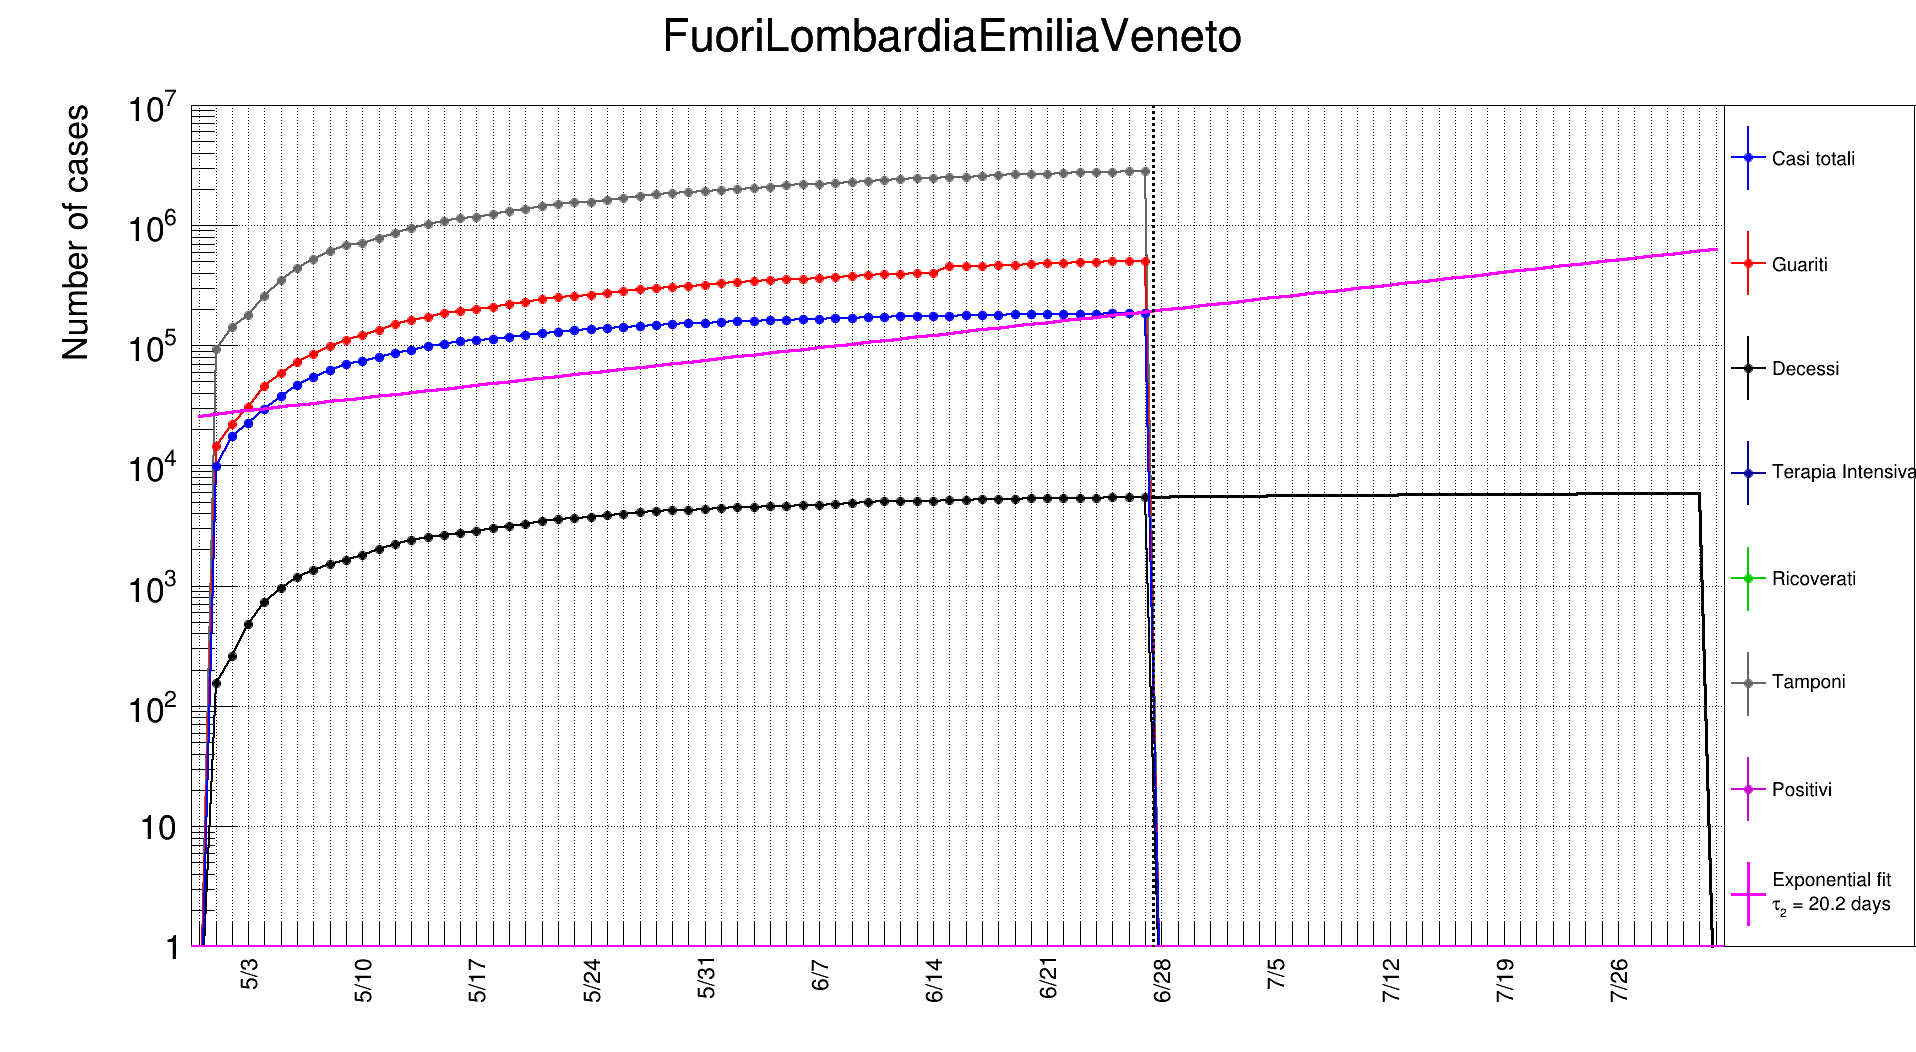 FuoriLombardiaEmiliaVeneto
Number of cases
10^7
10^6
10^5
10^4
10^3
10^2
10
1
5/3
5/10
5/17
5/24
5/31
6/7
6/14
6/21
6/28
7/5
7/12
7/19
7/26
Casi totali
Guariti
Decessi
Terapia Intensiva
Ricoverati
Tamponi
Positivi
Exponential fit
τ₂ = 20.2 days